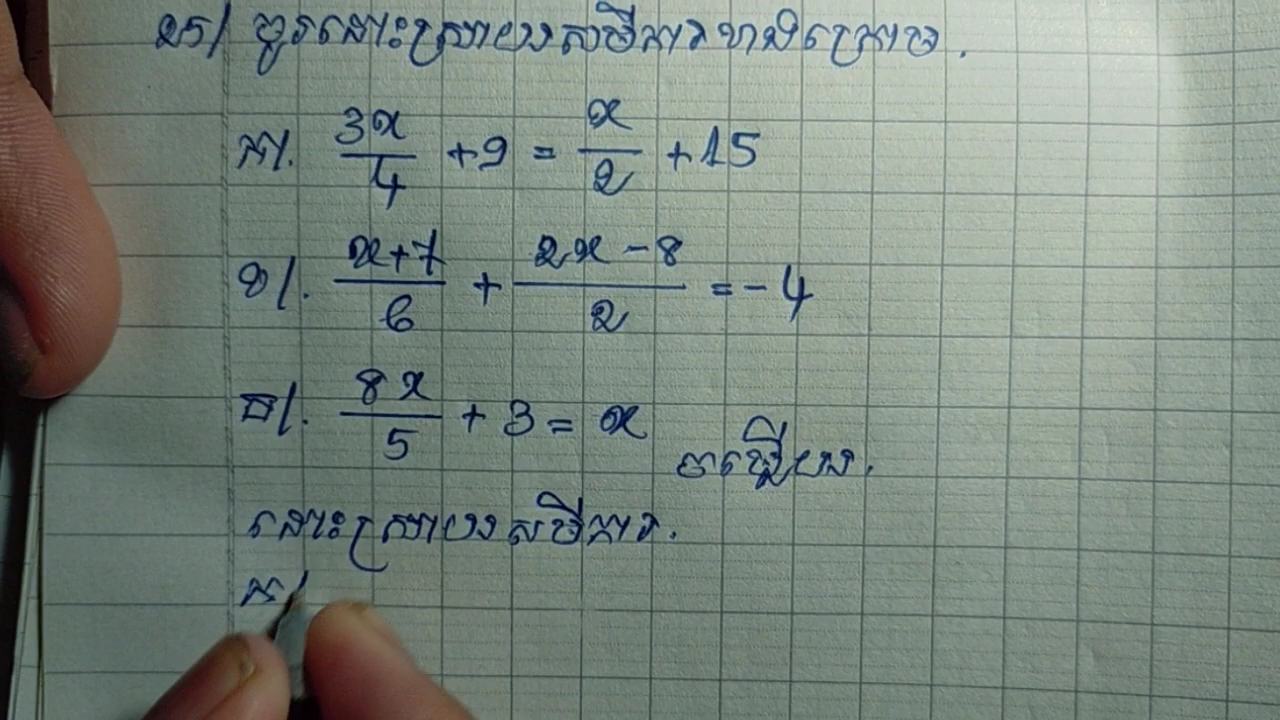 25/ ចូរដោះស្រាយសមីការខាងក្រោម .
ក/. 3x/4 + 9 = x/2 + 15
ខ/. x+7/6 + 2x-8/2 = -4
គ/. 8x/5 + 3 = x
ចម្លើយ .
ដោះស្រាយសមីការ .
ក/